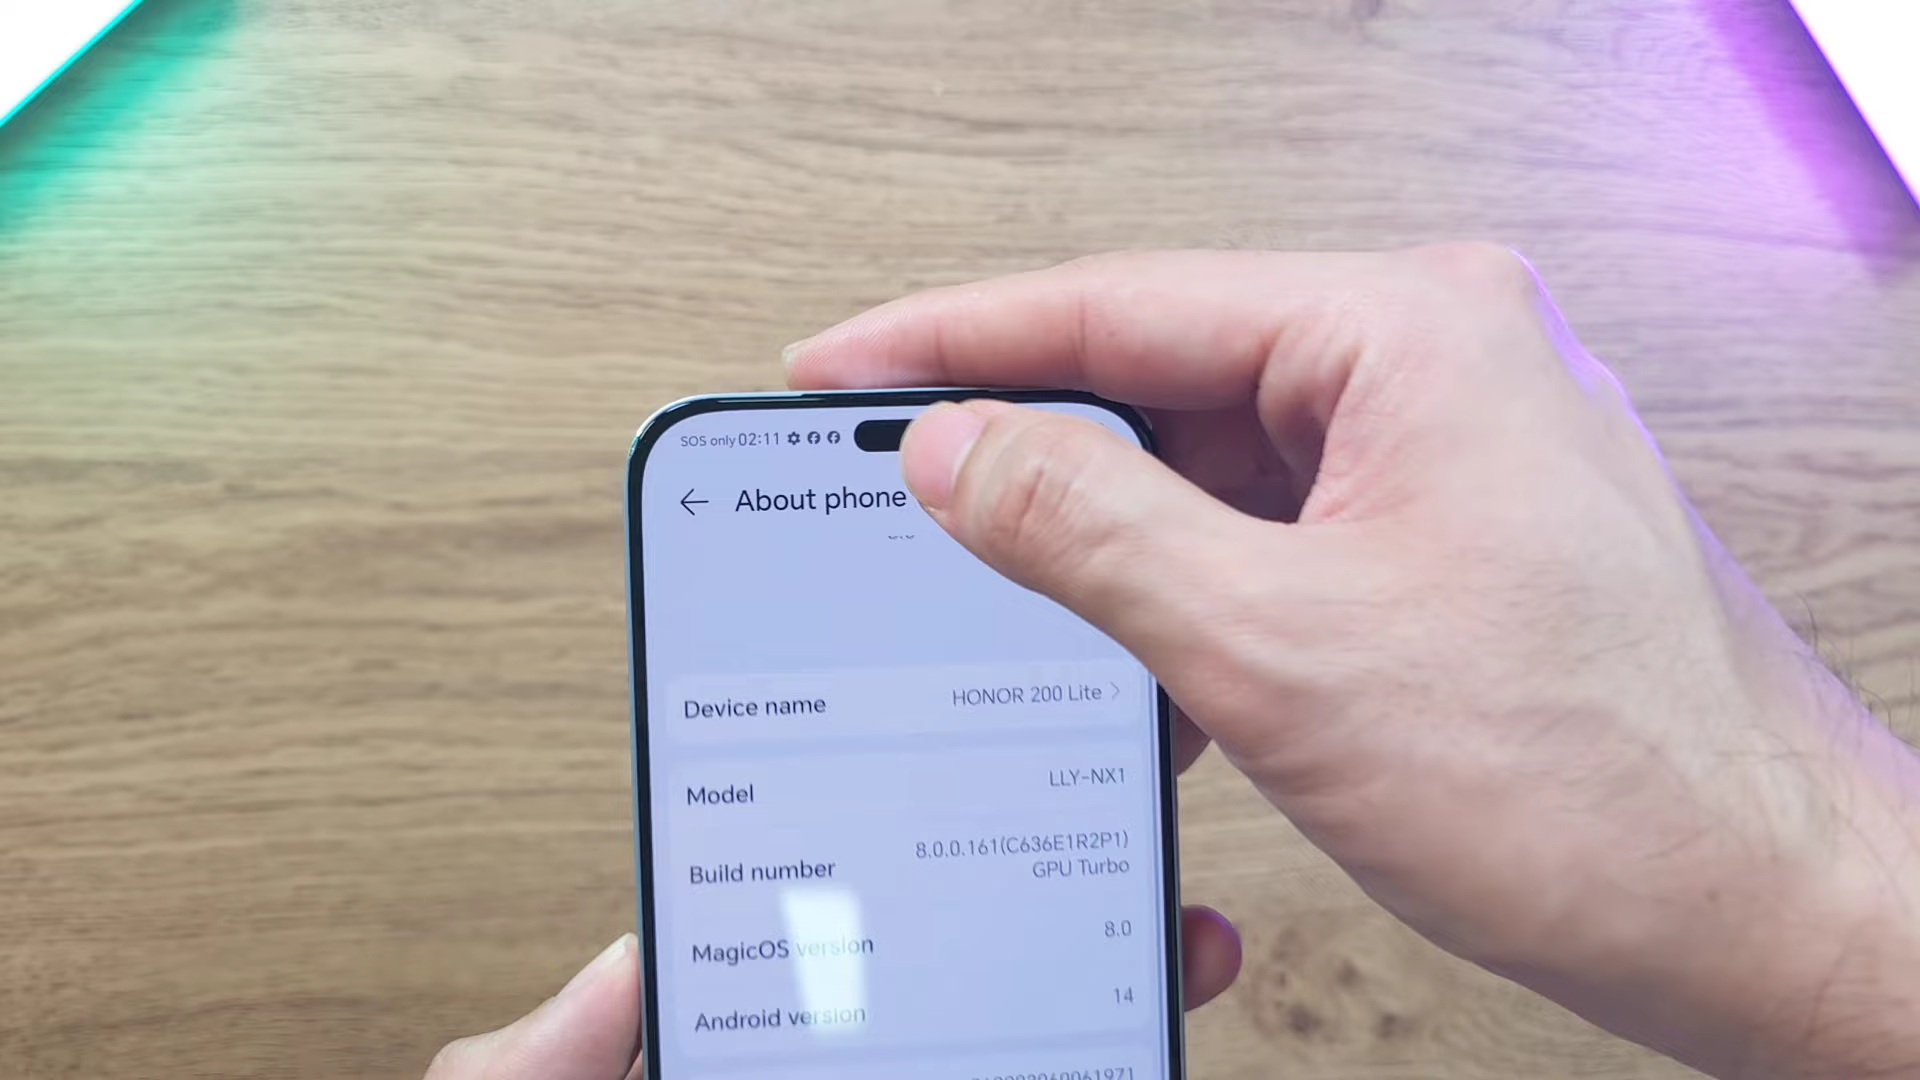 SOS only 02:11
About phone
Device name HONOR 200 Lite
Model LLY-NX1
Build number 8.0.0.161(C636E1R2P1)
GPU Turbo
MagicOS version 8.0
Android version 14